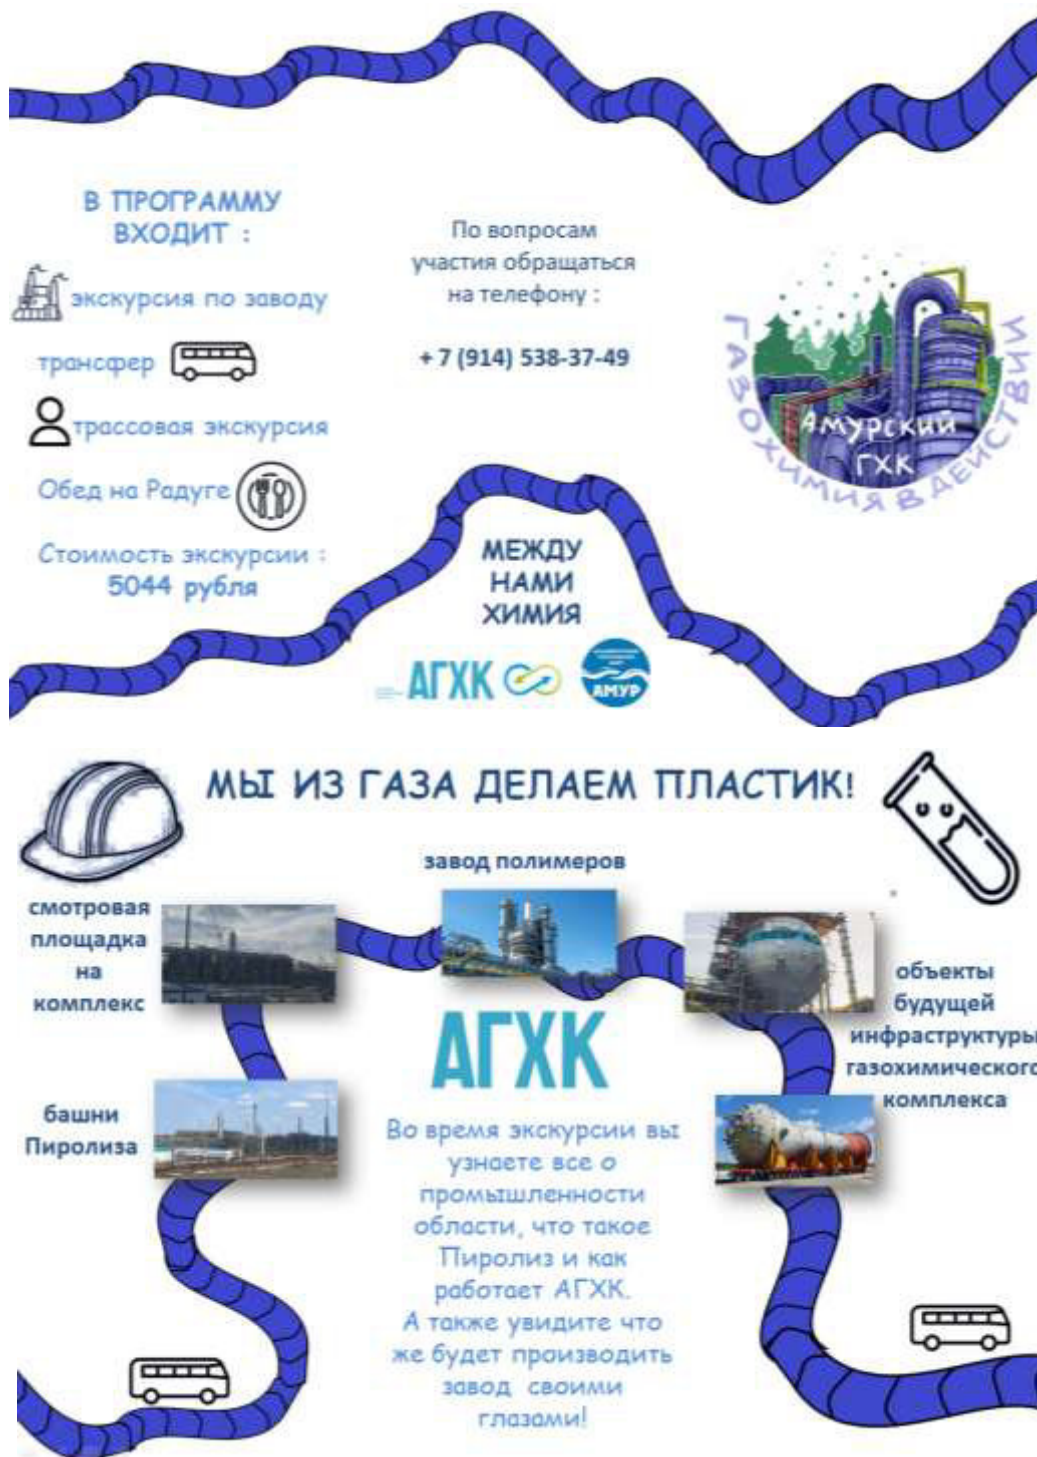 В ПРОГРАММУ
ВХОДИТ :
экскурсия по заводу
трансфер
трассовая экскурсия
Обед на Радуге
Стоимость экскурсии :
5044 рубля
По вопросам
участия обращаться
на телефону :
+ 7 (914) 538-37-49
МЕЖДУ
НАМИ
ХИМИЯ
АГХК
АМУР
АМУРСКИЙ
ГХК
ГАЗОХИМИЯ В ДЕЙСТВИИ
МЫ ИЗ ГАЗА ДЕЛАЕМ ПЛАСТИК!
завод полимеров
смотровая
площадка
на
комплекс
башни
Пиролиза
объекты
будущей
инфраструктуры
газохимического
комплекса
АГХК
Во время экскурсии вы
узнаете все о
промышленности
области, что такое
Пиролиз и как
работает АГХК.
А также увидите что
же будет производить
завод своими
глазами!